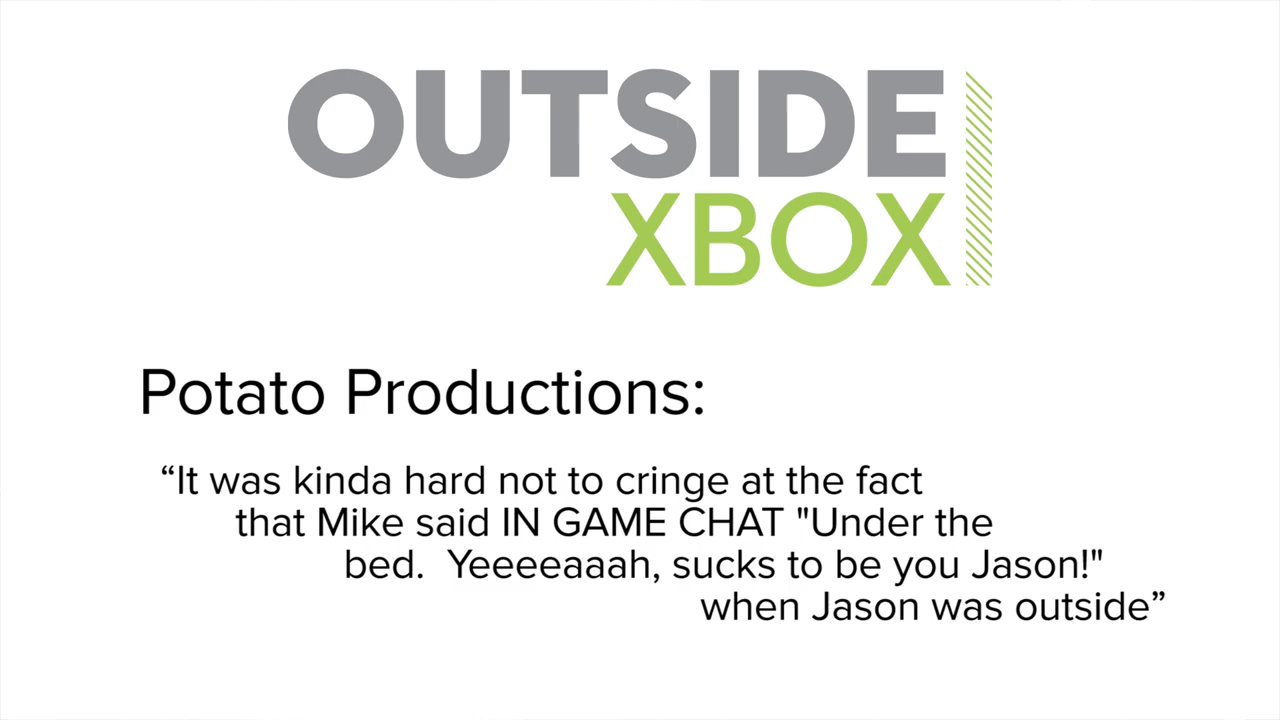 OUTSIDE
XBOX
Potato Productions:
“It was kinda hard not to cringe at the fact
that Mike said IN GAME CHAT "Under the
bed.  Yeeeeaaah, sucks to be you Jason!"
when Jason was outside”